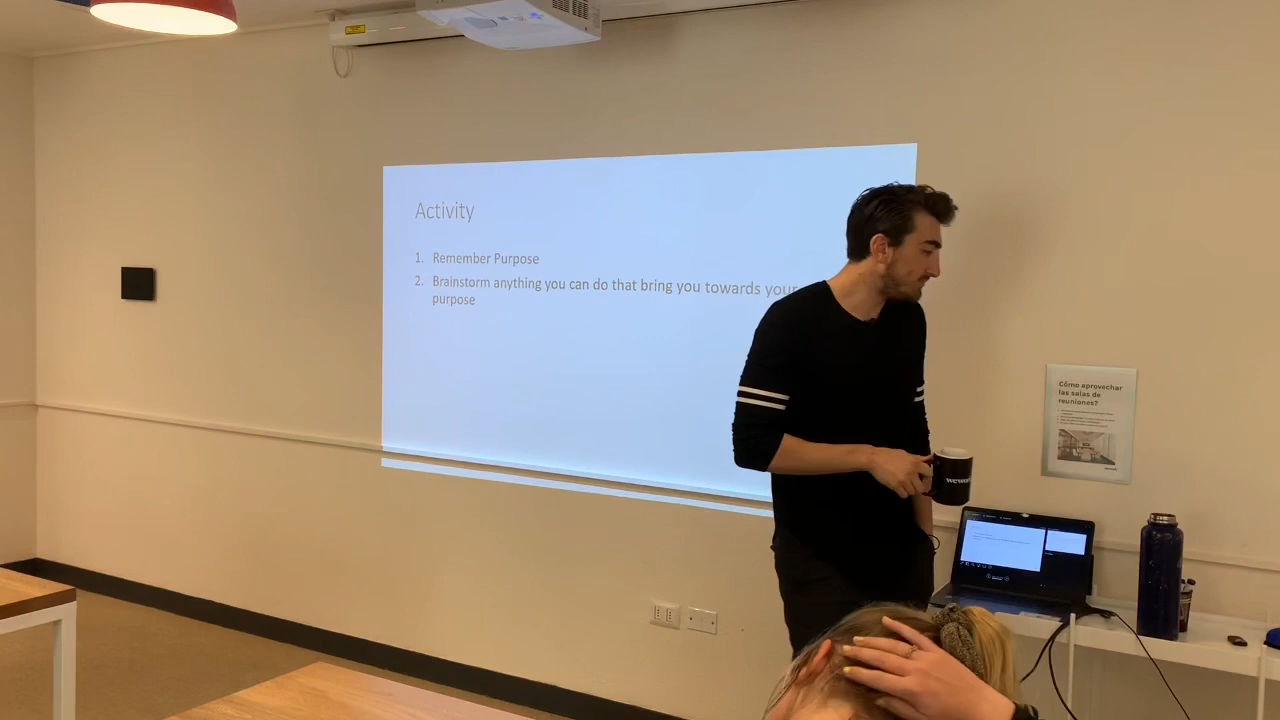 Activity
1. Remember Purpose
2. Brainstorm anything you can do that bring you towards your
purpose
Cómo aprovechar
las salas de
reuniones?
wework